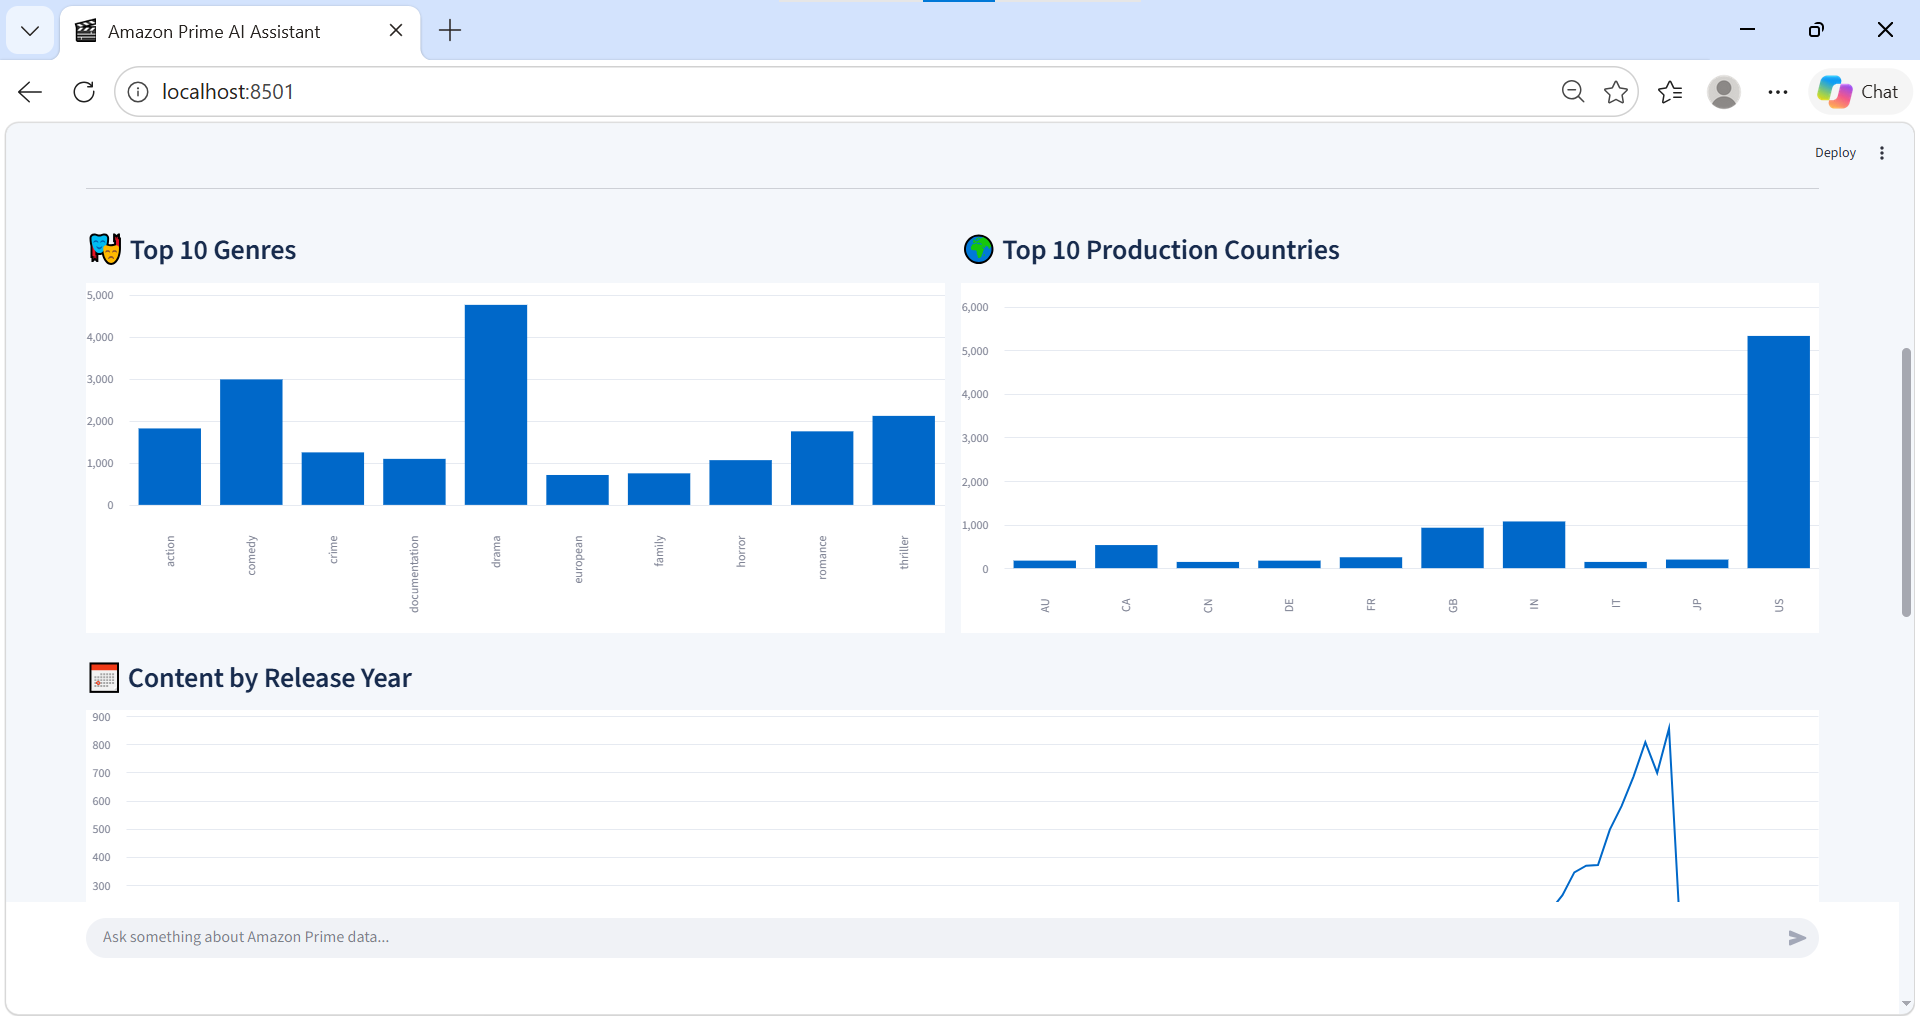 Amazon Prime AI Assistant
localhost:8501
Chat
Deploy
Top 10 Genres
5,000
4,000
3,000
2,000
1,000
0
action
comedy
crime
documentation
drama
european
family
horror
romance
thriller
Top 10 Production Countries
6,000
5,000
4,000
3,000
2,000
1,000
0
AU
CA
CN
DE
FR
GB
IN
IT
JP
US
Content by Release Year
900
800
700
600
500
400
300
Ask something about Amazon Prime data...